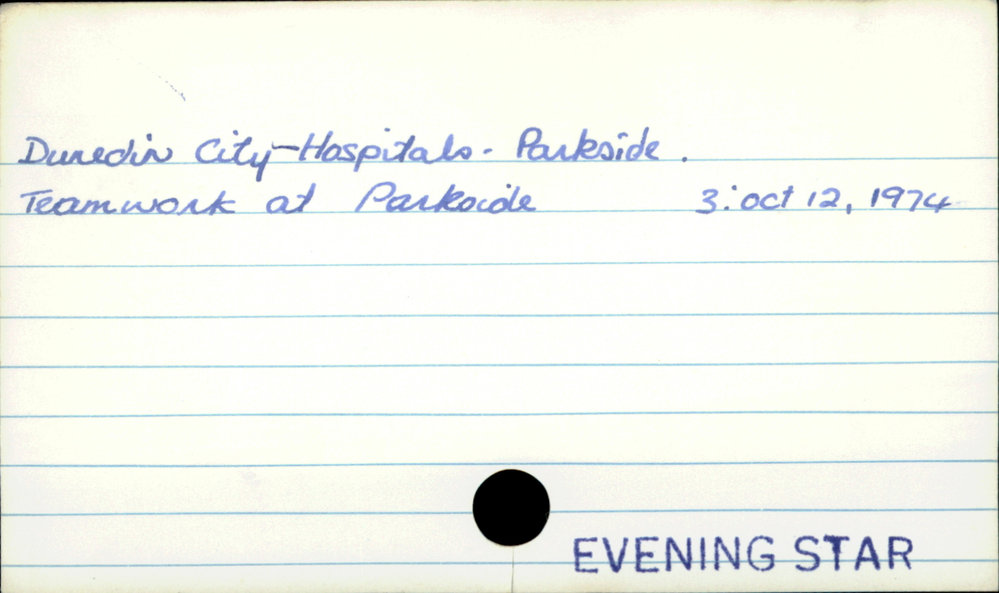 Dunedin City-Hospitals- Parkside.
Teamwork at Parkside 3: oct 12, 1974
EVENING STAR